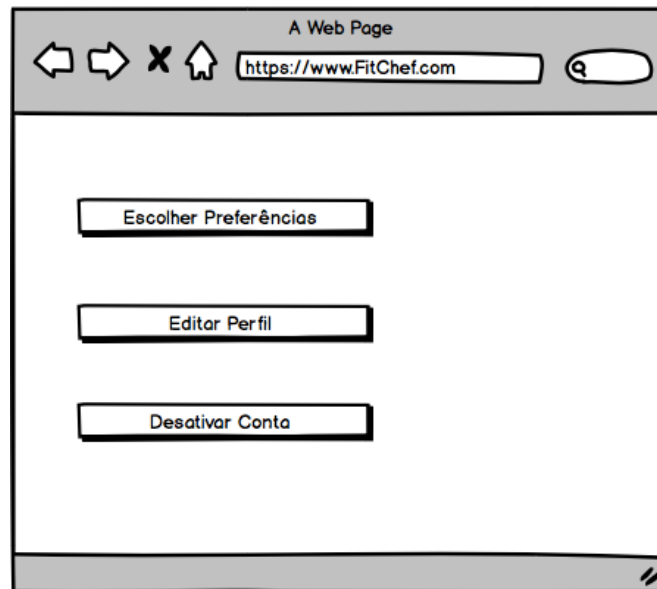 A Web Page
https://www.FitChef.com
Escolher Preferências
Editar Perfil
Desativar Conta